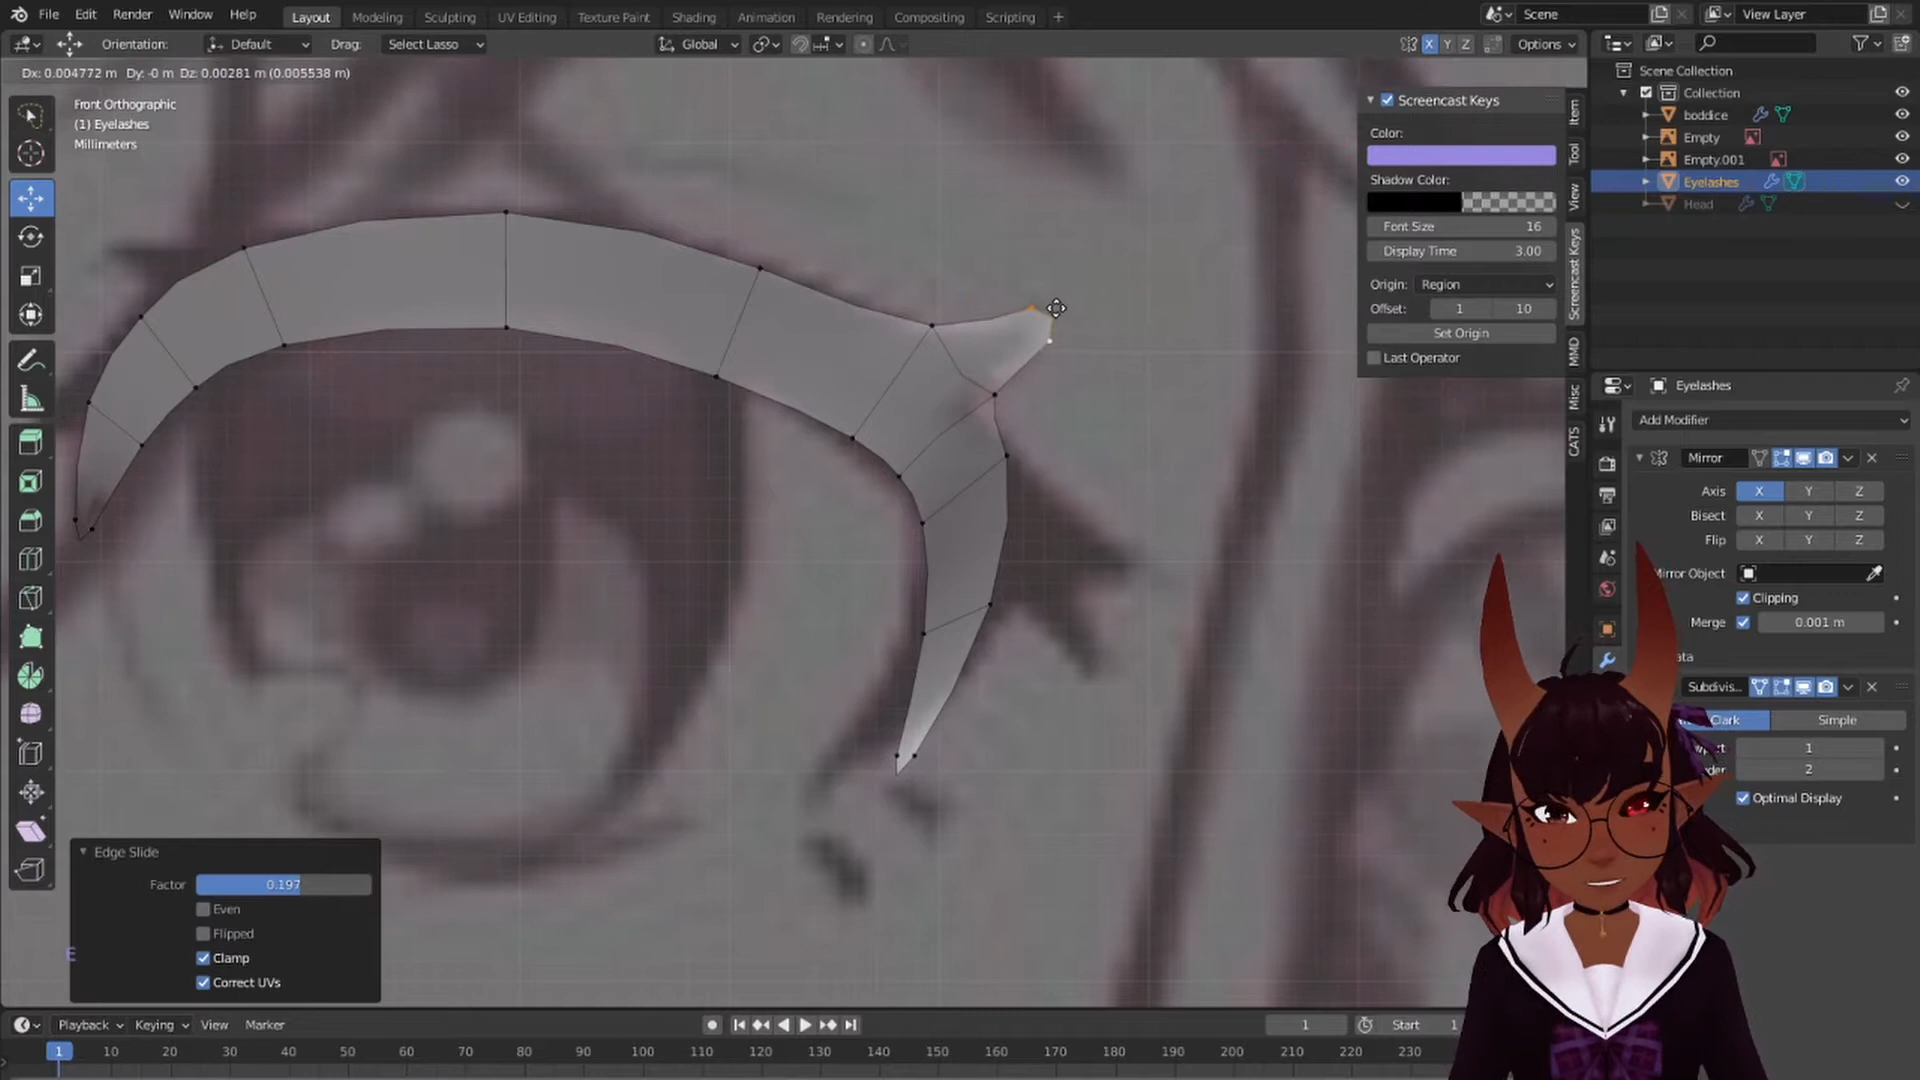 File Edit Render Window Help Layout Modeling Sculpting UV Editing Texture Paint Shading Animation Rendering Compositing Scripting + Scene View Layer
Orientation: Default Drag: Select Lasso Global X Y Z Options
Dx: 0.004772 m Dy: -0 m Dz: 0.00281 m (0.005538 m)
Front Orthographic
(1) Eyelashes
Millimeters
Screencast Keys
Color:
Shadow Color:
Font Size 16
Display Time 3.00
Origin: Region
Offset: 1 10
Set Origin
Last Operator
Item
Tool
View
Screencast Keys
MMD
Misc
CATS
Scene Collection
Collection
boddice
Empty
Empty.001
Eyelashes
Head
Eyelashes
Add Modifier
Mirror
Axis X Y Z
Bisect X Y Z
Flip X Y Z
Mirror Object
Clipping
Merge 0.001 m
ata
Subdivis...
Clark Simple
1
2
Optimal Display
Edge Slide
Factor 0.197
Even
Flipped
Clamp
Correct UVs
E
Playback Keying View Marker 1 Start 1
1 10 20 30 40 50 60 70 80 90 100 110 120 130 140 150 160 170 180 190 200 210 220 230